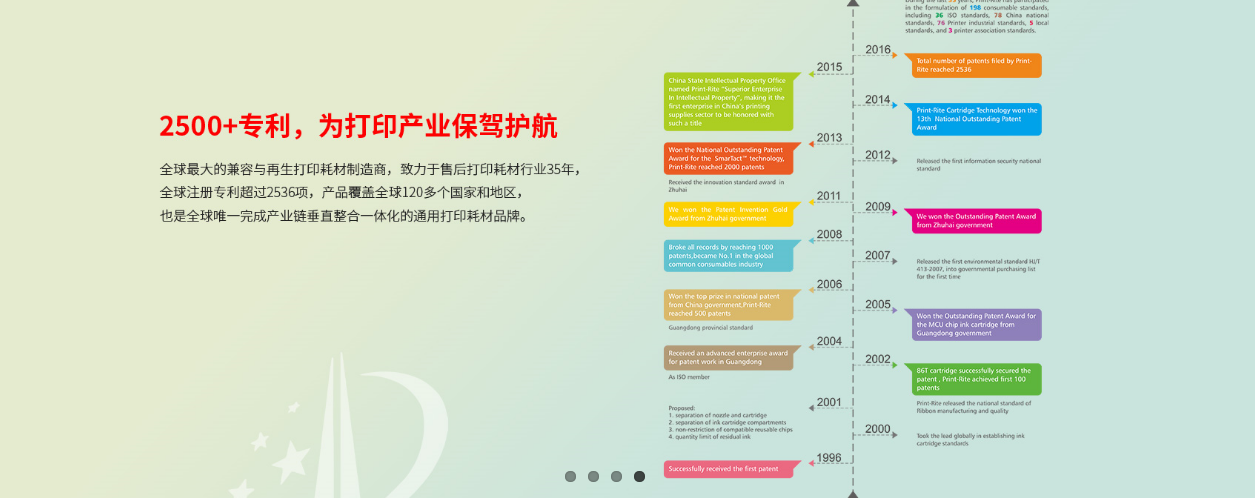 2500+专利，为打印产业保驾护航
全球最大的兼容与再生打印耗材制造商，致力于售后打印耗材行业35年，
全球注册专利超过2536项，产品覆盖全球120多个国家和地区，
也是全球唯一完成产业链垂直整合一体化的通用打印耗材品牌。
in the formulation of 198 consumable standards,
including 36 ISO standards, 78 China national
standards, 76 Printer industrial standards, 5 local
standards, and 3 printer association standards.
2016
Total number of patents filed by Print-
Rite reached 2536
2015
China State Intellectual Property Office
named Print-Rite "Superior Enterprise
in Intellectual Property", making it the
first enterprise in China's printing
supplies sector to be honored with
such a title
2014
Print-Rite Cartridge Technology won the
13th National Outstanding Patent
Award
2013
Won the National Outstanding Patent
Award for the SmarTact™ technology,
Print-Rite reached 2000 patents
Received the innovation standard award in
Zhuhai
2012
Released the first information security national
standard
2011
We won the Patent Invention Gold
Award from Zhuhai government
2009
We won the Outstanding Patent Award
from Zhuhai government
2008
Broke all records by reaching 1000
patents,became No.1 in the global
common consumables industry
2007
Released the first environmental standard HJ/T
413-2007, into governmental purchasing list
for the first time
2006
Won the top prize in national patent
from China government,Print-Rite
reached 500 patents
Guangdong provincial standard
2005
Won the Outstanding Patent Award for
the MCU chip ink cartridge from
Guangdong government
2004
Received an advanced enterprise award
for patent work in Guangdong
As ISO member
2002
86T cartridge successfully secured the
patent , Print-Rite achieved first 100
patents
Print-Rite released the national standard of
Ribbon manufacturing and quality
2001
Proposed:
1. separation of nozzle and cartridge
2. separation of ink cartridge compartments
3. non-restriction of compatible reusable chips
4. quantity limit of residual ink
2000
Took the lead globally in establishing ink
cartridge standards
1996
Successfully received the first patent